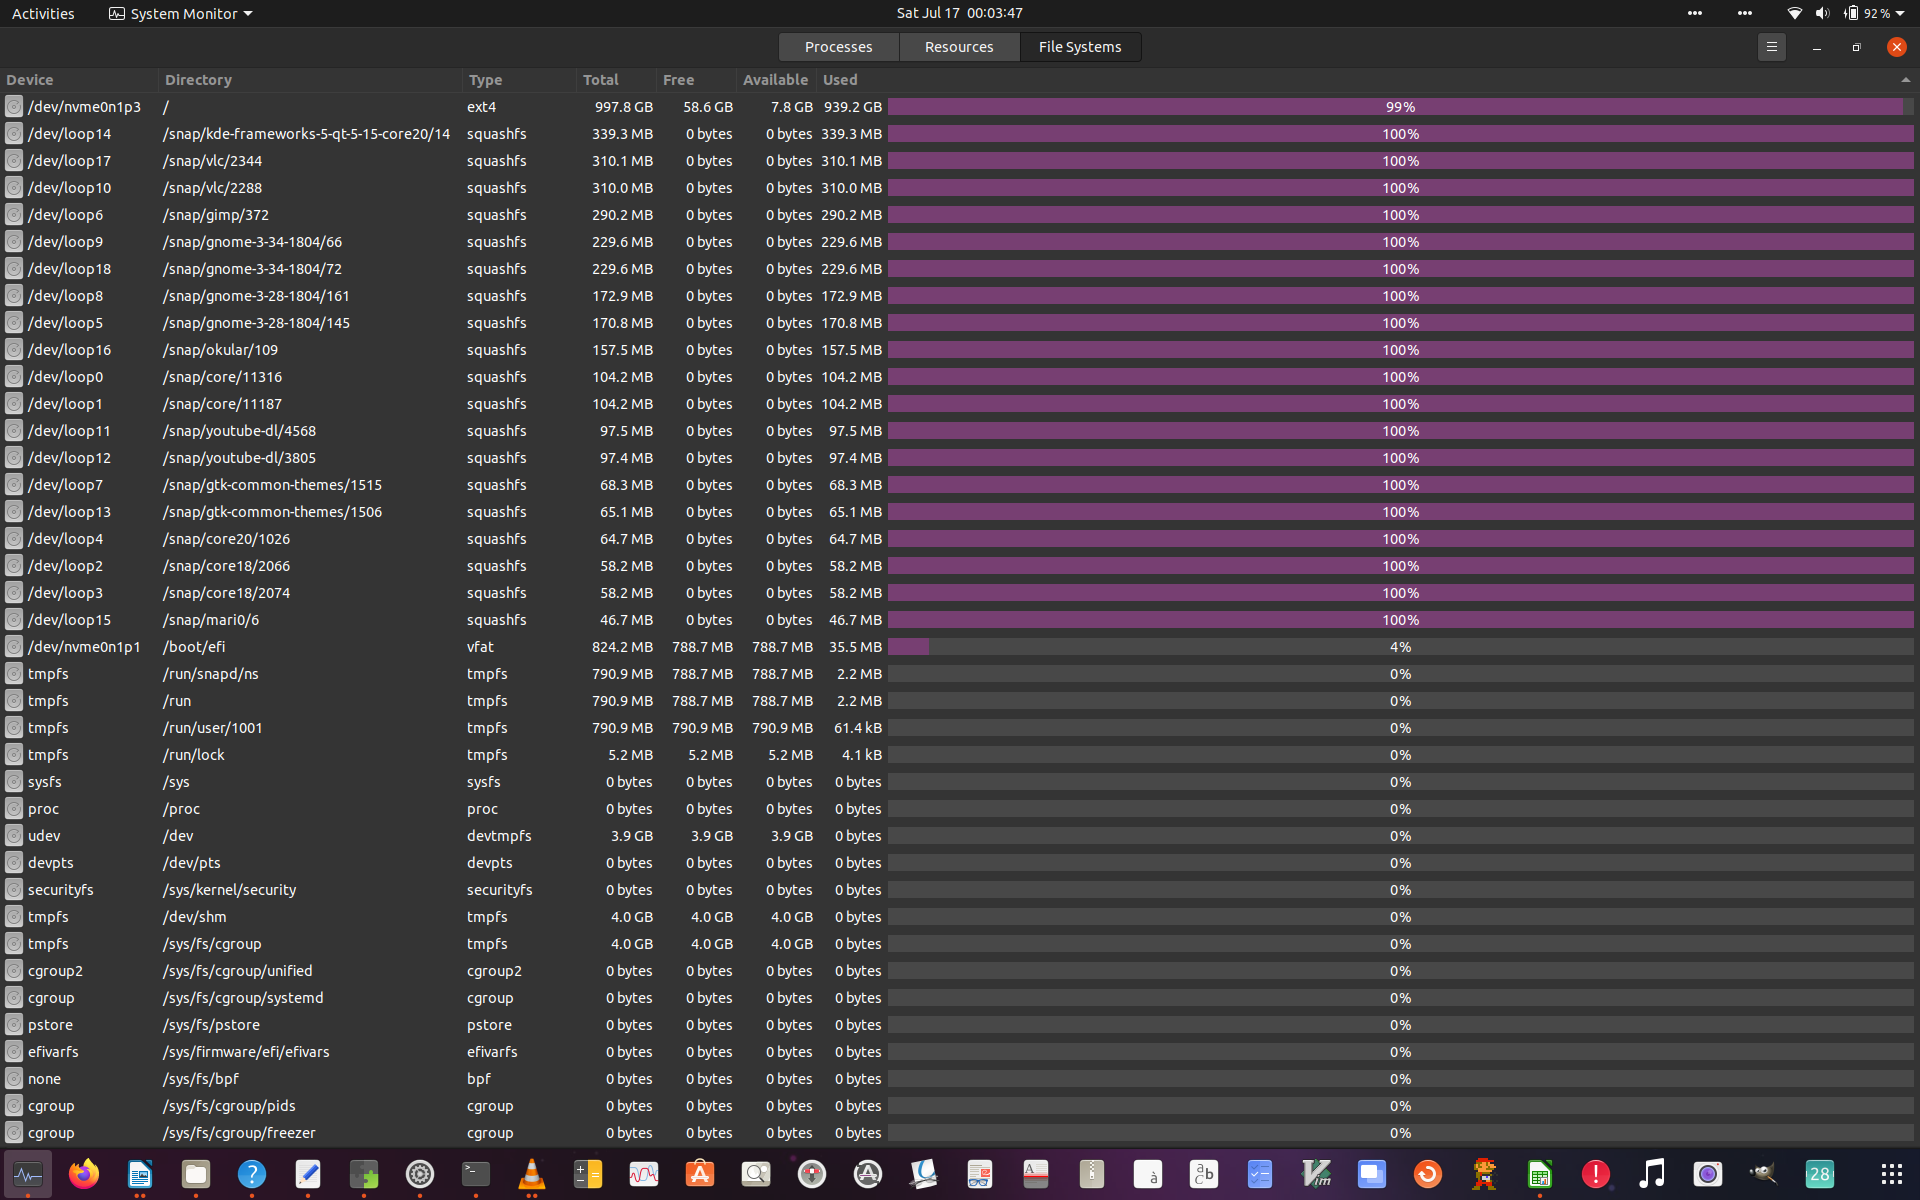 Activities System Monitor Sat Jul 17 00:03:47 92 %
Processes Resources File Systems
Device Directory Type Total Free Available Used
/dev/nvme0n1p3 / ext4 997.8 GB 58.6 GB 7.8 GB 939.2 GB 99%
/dev/loop14 /snap/kde-frameworks-5-qt-5-15-core20/14 squashfs 339.3 MB 0 bytes 0 bytes 339.3 MB 100%
/dev/loop17 /snap/vlc/2344 squashfs 310.1 MB 0 bytes 0 bytes 310.1 MB 100%
/dev/loop10 /snap/vlc/2288 squashfs 310.0 MB 0 bytes 0 bytes 310.0 MB 100%
/dev/loop6 /snap/gimp/372 squashfs 290.2 MB 0 bytes 0 bytes 290.2 MB 100%
/dev/loop9 /snap/gnome-3-34-1804/66 squashfs 229.6 MB 0 bytes 0 bytes 229.6 MB 100%
/dev/loop18 /snap/gnome-3-34-1804/72 squashfs 229.6 MB 0 bytes 0 bytes 229.6 MB 100%
/dev/loop8 /snap/gnome-3-28-1804/161 squashfs 172.9 MB 0 bytes 0 bytes 172.9 MB 100%
/dev/loop5 /snap/gnome-3-28-1804/145 squashfs 170.8 MB 0 bytes 0 bytes 170.8 MB 100%
/dev/loop16 /snap/okular/109 squashfs 157.5 MB 0 bytes 0 bytes 157.5 MB 100%
/dev/loop0 /snap/core/11316 squashfs 104.2 MB 0 bytes 0 bytes 104.2 MB 100%
/dev/loop1 /snap/core/11187 squashfs 104.2 MB 0 bytes 0 bytes 104.2 MB 100%
/dev/loop11 /snap/youtube-dl/4568 squashfs 97.5 MB 0 bytes 0 bytes 97.5 MB 100%
/dev/loop12 /snap/youtube-dl/3805 squashfs 97.4 MB 0 bytes 0 bytes 97.4 MB 100%
/dev/loop7 /snap/gtk-common-themes/1515 squashfs 68.3 MB 0 bytes 0 bytes 68.3 MB 100%
/dev/loop13 /snap/gtk-common-themes/1506 squashfs 65.1 MB 0 bytes 0 bytes 65.1 MB 100%
/dev/loop4 /snap/core20/1026 squashfs 64.7 MB 0 bytes 0 bytes 64.7 MB 100%
/dev/loop2 /snap/core18/2066 squashfs 58.2 MB 0 bytes 0 bytes 58.2 MB 100%
/dev/loop3 /snap/core18/2074 squashfs 58.2 MB 0 bytes 0 bytes 58.2 MB 100%
/dev/loop15 /snap/mari0/6 squashfs 46.7 MB 0 bytes 0 bytes 46.7 MB 100%
/dev/nvme0n1p1 /boot/efi vfat 824.2 MB 788.7 MB 788.7 MB 35.5 MB 4%
tmpfs /run/snapd/ns tmpfs 790.9 MB 788.7 MB 788.7 MB 2.2 MB 0%
tmpfs /run tmpfs 790.9 MB 788.7 MB 788.7 MB 2.2 MB 0%
tmpfs /run/user/1001 tmpfs 790.9 MB 790.9 MB 790.9 MB 61.4 kB 0%
tmpfs /run/lock tmpfs 5.2 MB 5.2 MB 5.2 MB 4.1 kB 0%
sysfs /sys sysfs 0 bytes 0 bytes 0 bytes 0 bytes 0%
proc /proc proc 0 bytes 0 bytes 0 bytes 0 bytes 0%
udev /dev devtmpfs 3.9 GB 3.9 GB 3.9 GB 0 bytes 0%
devpts /dev/pts devpts 0 bytes 0 bytes 0 bytes 0 bytes 0%
securityfs /sys/kernel/security securityfs 0 bytes 0 bytes 0 bytes 0 bytes 0%
tmpfs /dev/shm tmpfs 4.0 GB 4.0 GB 4.0 GB 0 bytes 0%
tmpfs /sys/fs/cgroup tmpfs 4.0 GB 4.0 GB 4.0 GB 0 bytes 0%
cgroup2 /sys/fs/cgroup/unified cgroup2 0 bytes 0 bytes 0 bytes 0 bytes 0%
cgroup /sys/fs/cgroup/systemd cgroup 0 bytes 0 bytes 0 bytes 0 bytes 0%
pstore /sys/fs/pstore pstore 0 bytes 0 bytes 0 bytes 0 bytes 0%
efivarfs /sys/firmware/efi/efivars efivarfs 0 bytes 0 bytes 0 bytes 0 bytes 0%
none /sys/fs/bpf bpf 0 bytes 0 bytes 0 bytes 0 bytes 0%
cgroup /sys/fs/cgroup/pids cgroup 0 bytes 0 bytes 0 bytes 0 bytes 0%
cgroup /sys/fs/cgroup/freezer cgroup 0 bytes 0 bytes 0 bytes 0 bytes 0%
? >_ A à a b c Vim ! 28